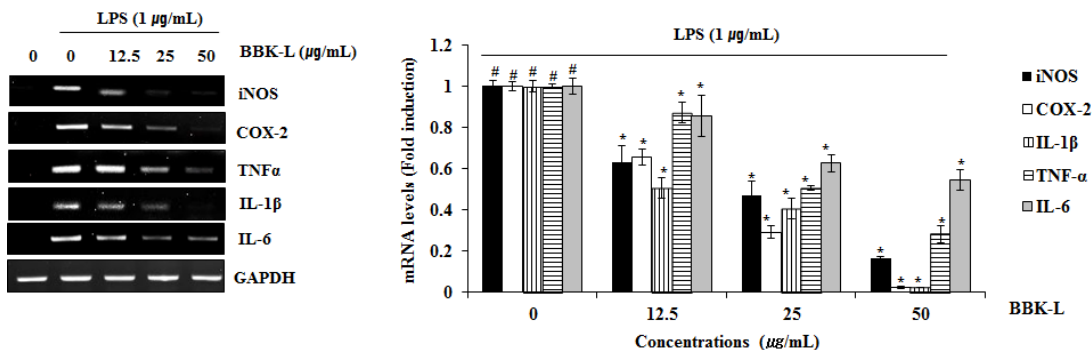 LPS (1 µg/mL)
0 0 12.5 25 50 BBK-L (µg/mL)
iNOS
COX-2
TNFα
IL-1β
IL-6
GAPDH
LPS (1 µg/mL)
mRNA levels (Fold induction)
1.2
1
0.8
0.6
0.4
0.2
0
# # # # #
* * * * *
* * * * *
* * * * *
0 12.5 25 50 BBK-L
Concentrations (µg/mL)
iNOS
COX-2
IL-1β
TNF-α
IL-6